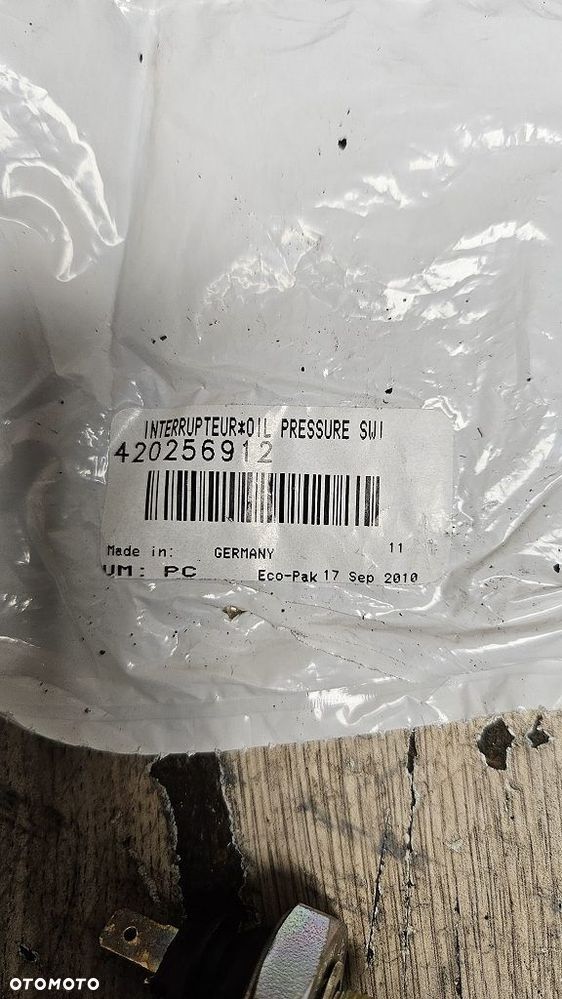 INTERRUPTEUR*OIL PRESSURE SWI
420256912
Made in: GERMANY 11
UM: PC Eco-Pak 17 Sep 2010
OTOMOTO